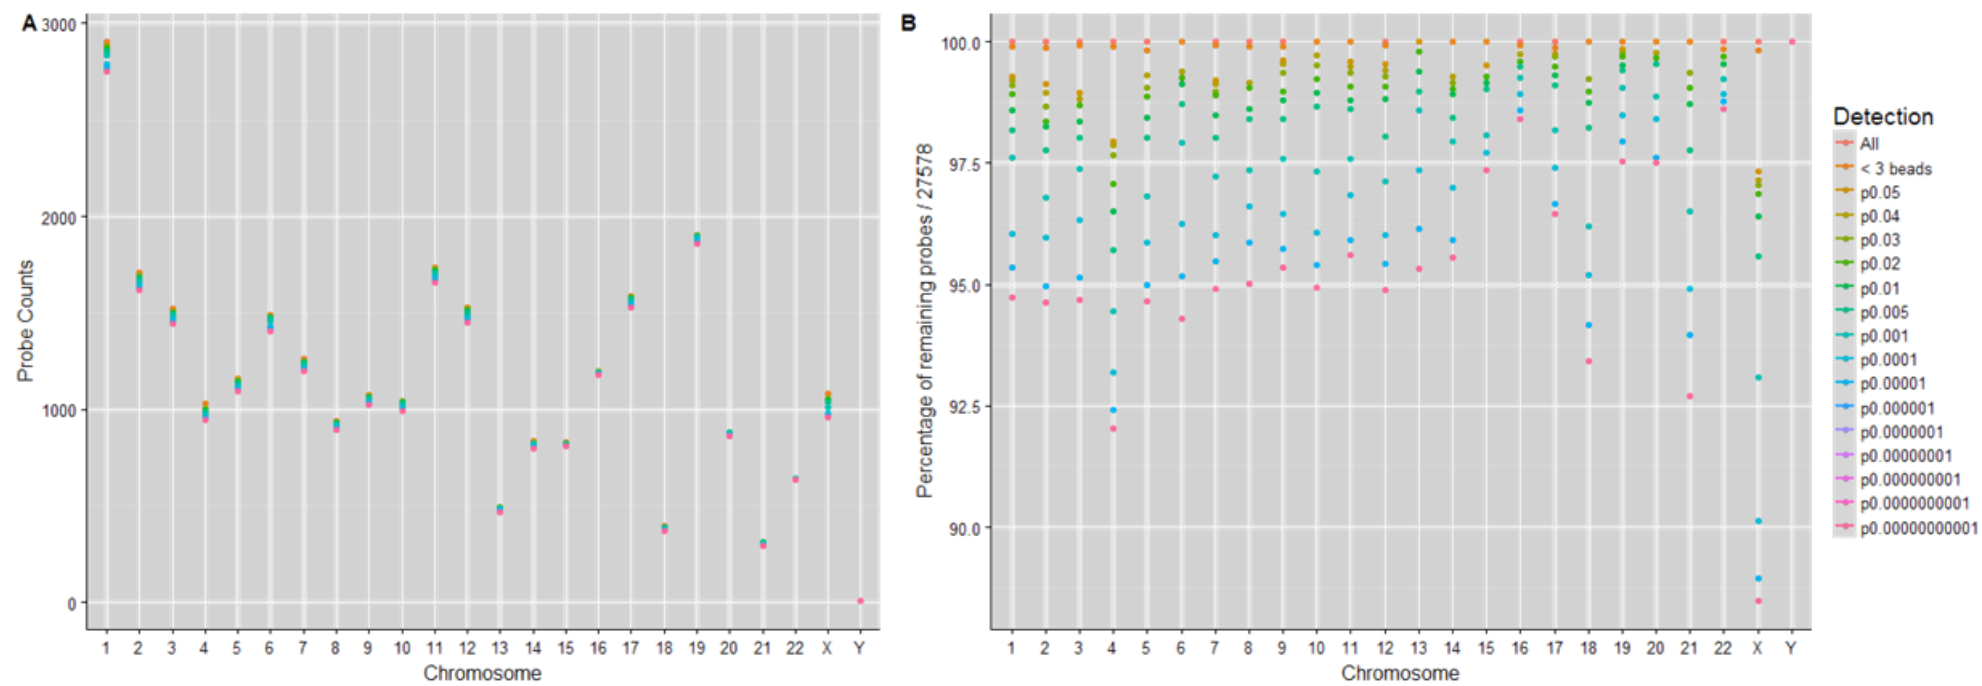 A
3000
2000
1000
0
Probe Counts
1 2 3 4 5 6 7 8 9 10 11 12 13 14 15 16 17 18 19 20 21 22 X Y
Chromosome
B
100.0
97.5
95.0
92.5
90.0
Percentage of remaining probes / 27578
1 2 3 4 5 6 7 8 9 10 11 12 13 14 15 16 17 18 19 20 21 22 X Y
Chromosome
Detection
All
< 3 beads
p0.05
p0.04
p0.03
p0.02
p0.01
p0.005
p0.001
p0.0001
p0.00001
p0.000001
p0.0000001
p0.00000001
p0.000000001
p0.0000000001
p0.00000000001